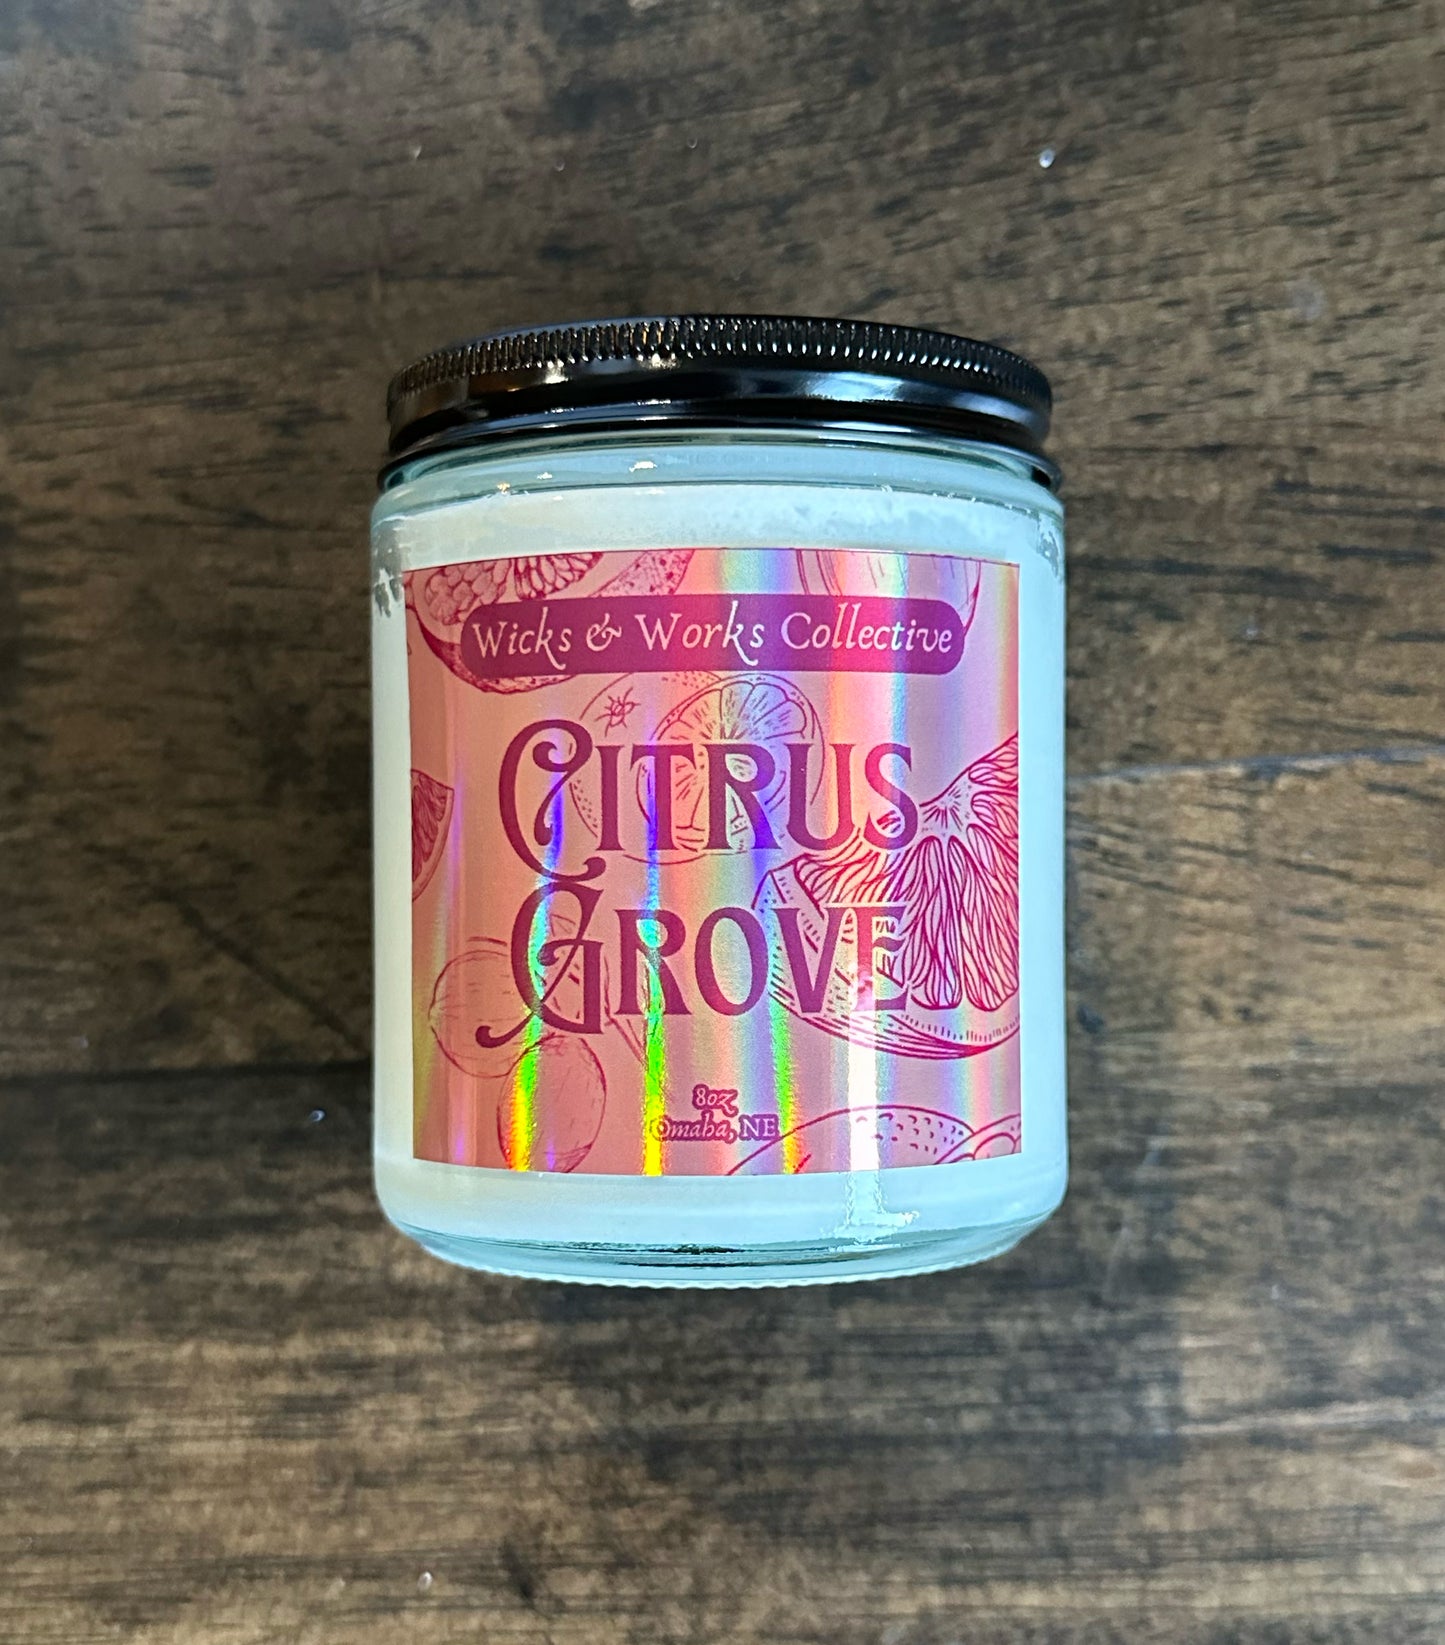 Wicks & Works Collective
CITRUS
GROVE
8oz
Omaha, NE